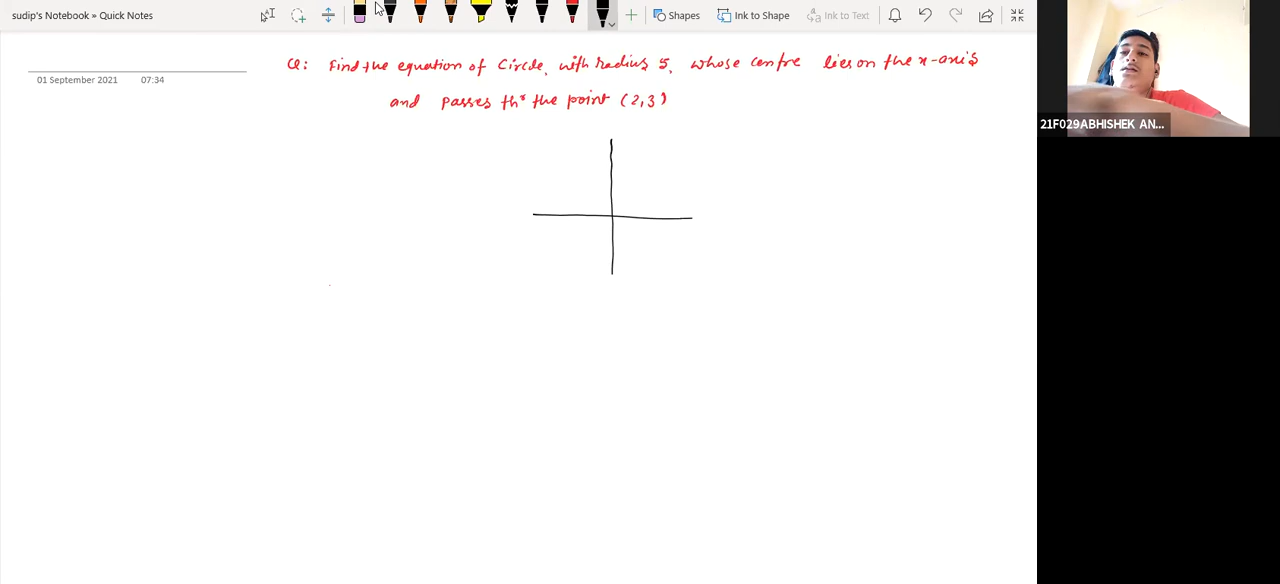 sudip's Notebook » Quick Notes
Shapes
Ink to Shape
Ink to Text
01 September 2021 07:34
Q: Find the equation of Circle, with radius 5, whose centre lies on the x-axis
and passes thr the point (2,3)
21F029ABHISHEK AN...